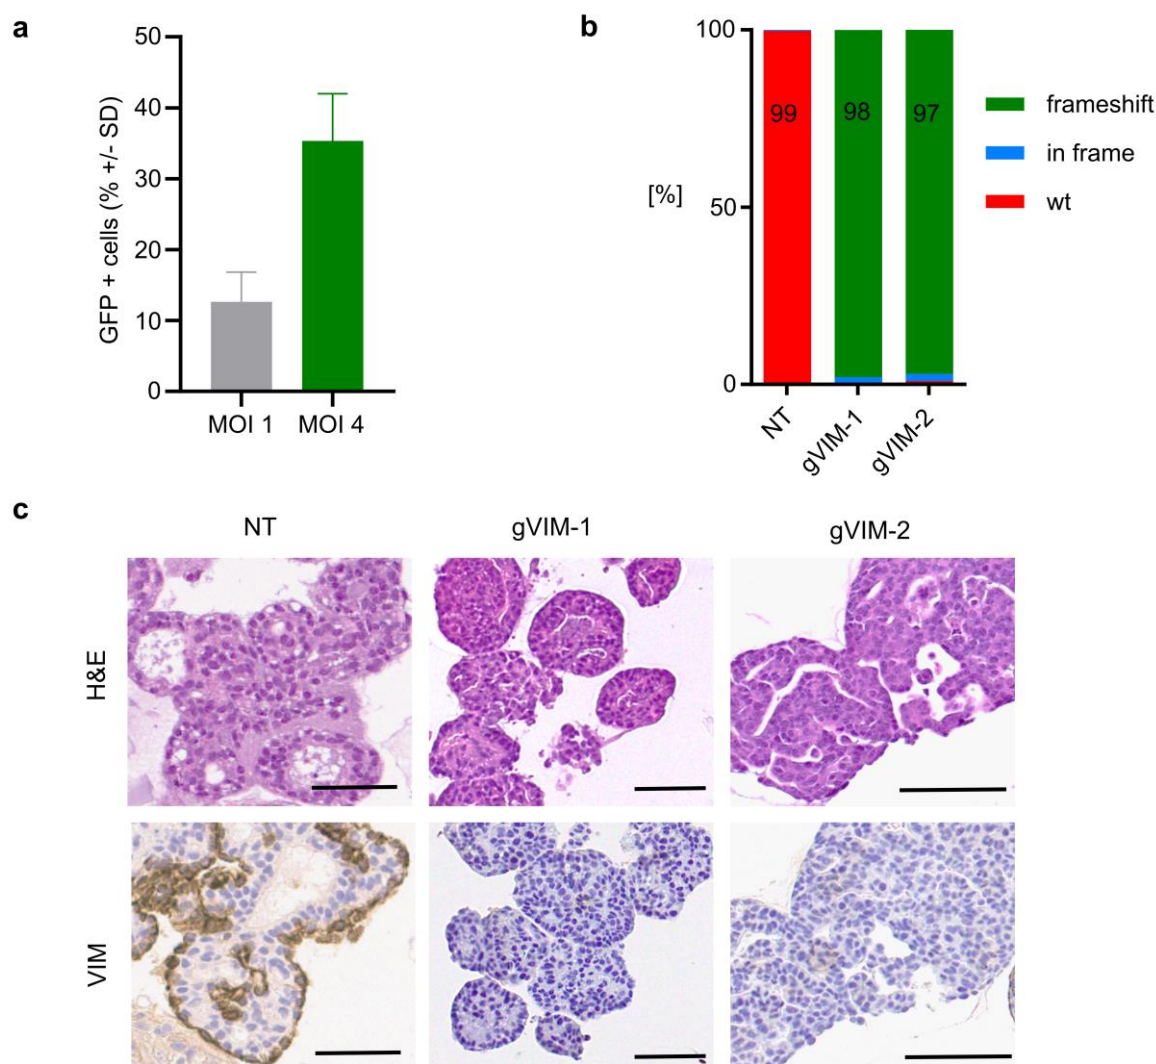 a
50
40
30
20
10
0
GFP + cells (% +/- SD)
MOI 1 MOI 4
b
100
50
0
[%]
99 98 97
NT gVIM-1 gVIM-2
frameshift
in frame
wt
c
NT gVIM-1 gVIM-2
H&E
VIM